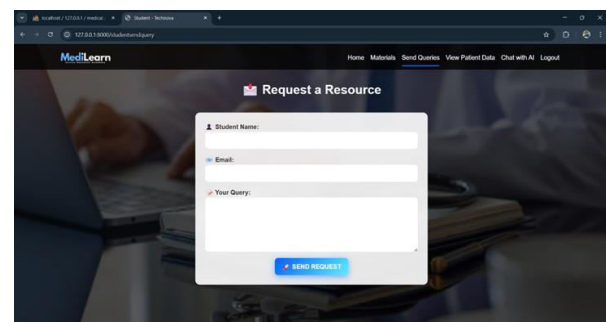 localhost / 127.0.0.1 / medical
Student - Technova
127.0.0.1:8000/studentsendquery
MediLearn
Home Materials Send Queries View Patient Data Chat with AI Logout
Request a Resource
Student Name:
Email:
Your Query:
SEND REQUEST